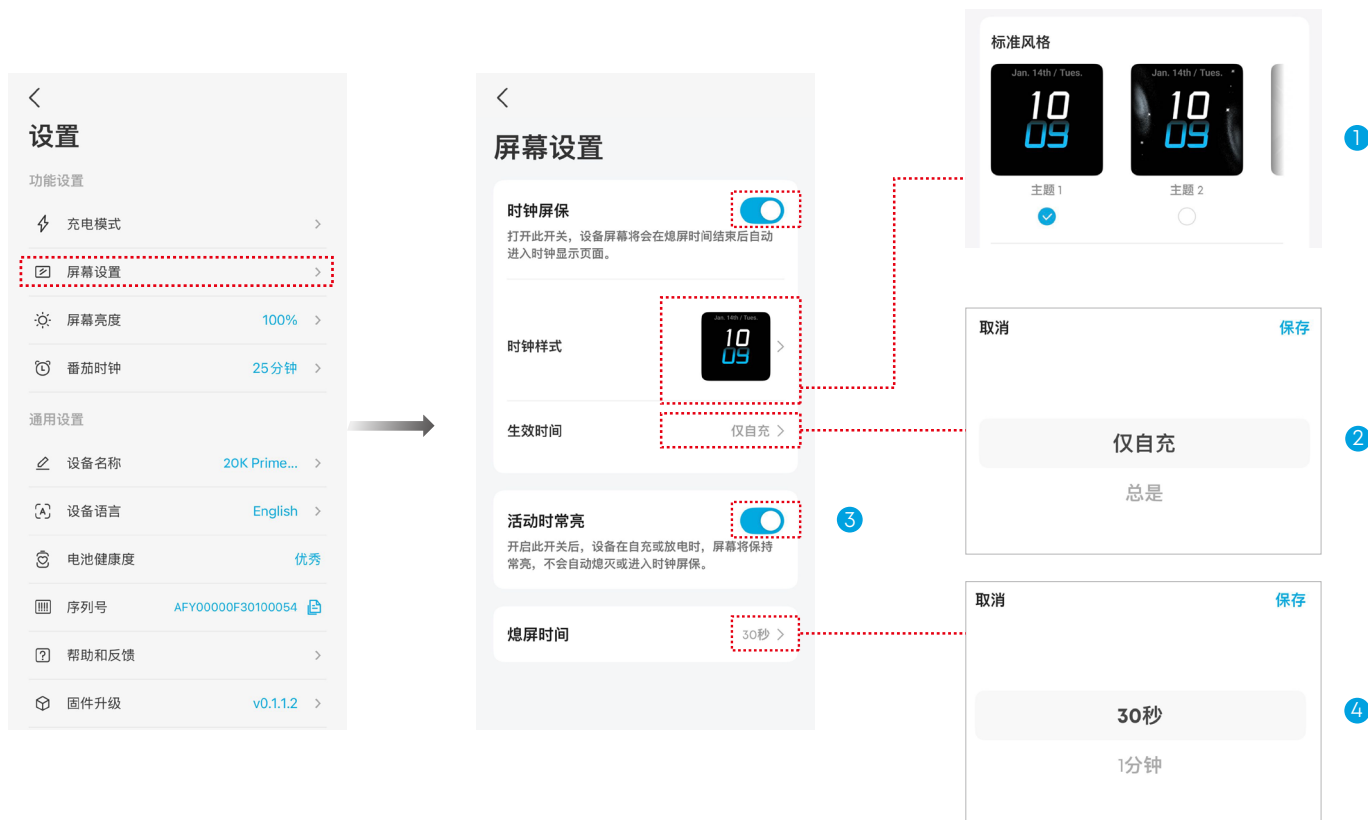 设置
功能设置
充电模式
屏幕设置
屏幕亮度 100%
番茄时钟 25分钟
通用设置
设备名称 20K Prime...
设备语言 English
电池健康度 优秀
序列号 AFY00000F30100054
帮助和反馈
固件升级 v0.1.1.2
屏幕设置
时钟屏保
打开此开关，设备屏幕将会在熄屏时间结束后自动
进入时钟显示页面。
时钟样式
Jan. 14th / Tues.
10
09
生效时间 仅自充
活动时常亮
开启此开关后，设备在自充或放电时，屏幕将保持
常亮，不会自动熄灭或进入时钟屏保。
3
熄屏时间 30秒
标准风格
Jan. 14th / Tues.
10
09
主题 1
Jan. 14th / Tues.
10
09
主题 2
1
取消 保存
仅自充
总是
2
取消 保存
30秒
1分钟
4